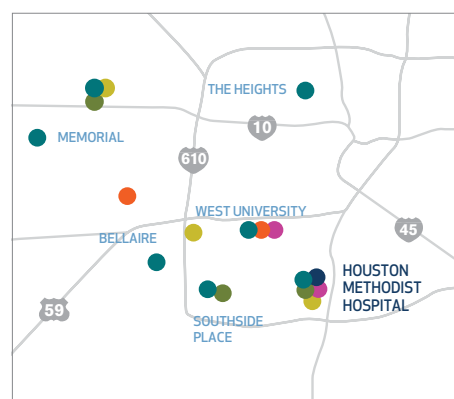 THE HEIGHTS
10
MEMORIAL
610
WEST UNIVERSITY
45
BELLAIRE
HOUSTON
METHODIST
HOSPITAL
59
SOUTHSIDE
PLACE